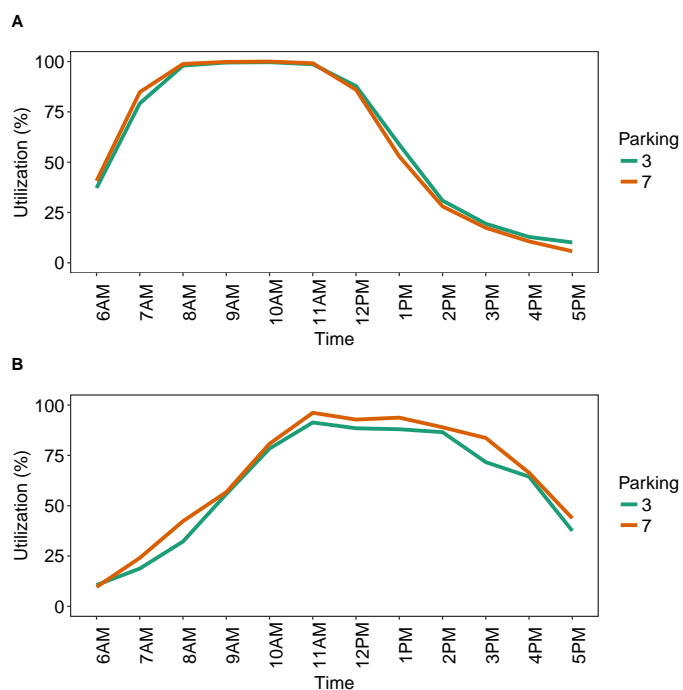 A
Utilization (%)
100
75
50
25
0
6AM 7AM 8AM 9AM 10AM 11AM 12PM 1PM 2PM 3PM 4PM 5PM
Time
Parking
3
7
B
Utilization (%)
100
75
50
25
0
6AM 7AM 8AM 9AM 10AM 11AM 12PM 1PM 2PM 3PM 4PM 5PM
Time
Parking
3
7